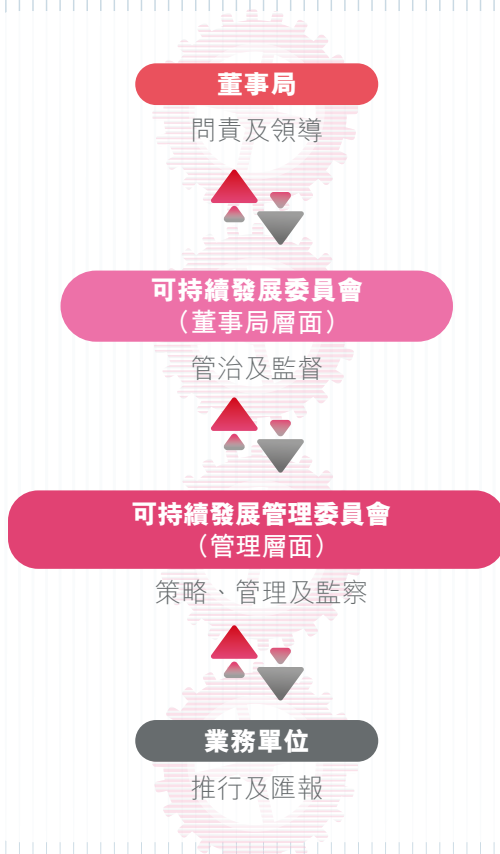 董事局
問責及領導
可持續發展委員會
（董事局層面）
管治及監督
可持續發展管理委員會
（管理層面）
策略、管理及監察
業務單位
推行及匯報